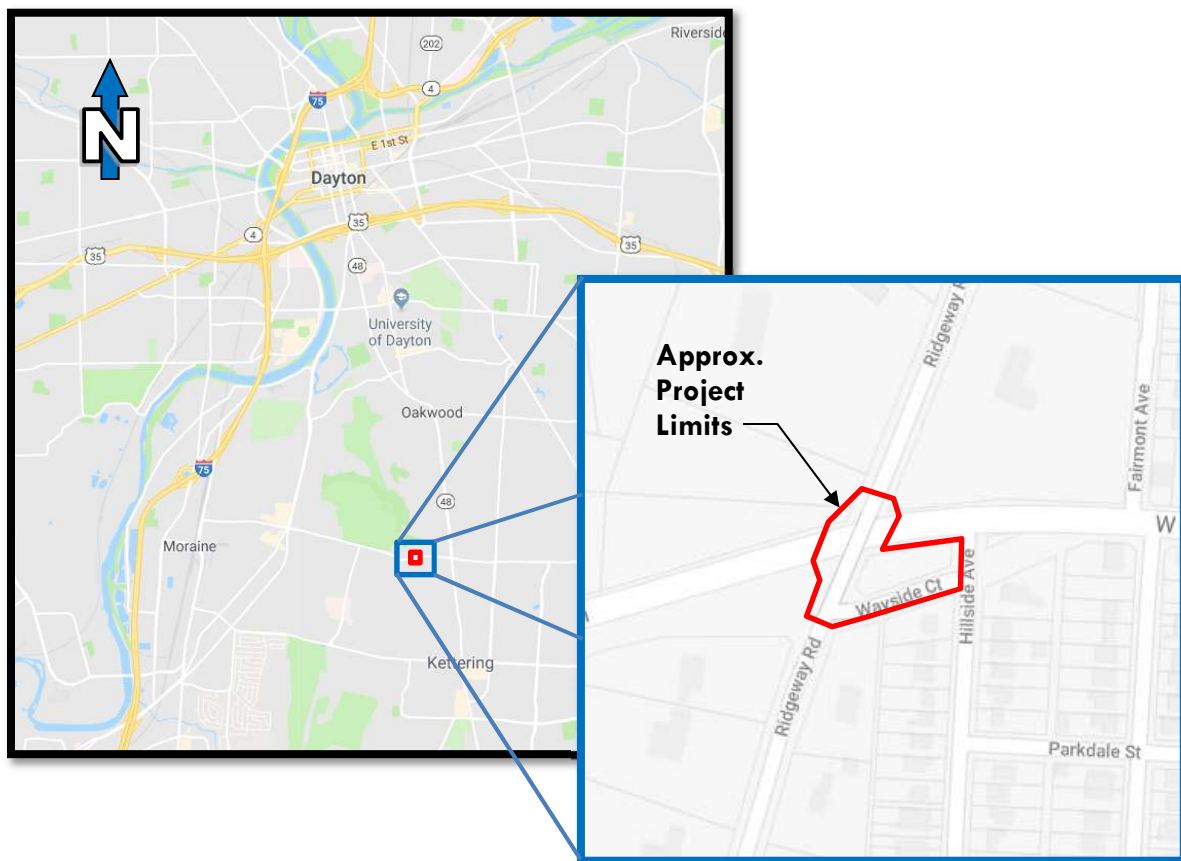 Riverside
202
4
75
N
E 1st St
Dayton
4
35
35
35
48
University
of Dayton
Oakwood
75
48
Moraine
Kettering
Approx.
Project
Limits
Ridgeway R
Fairmont Ave
W
Wayside Ct
Hillside Ave
Ridgeway Rd
Parkdale St